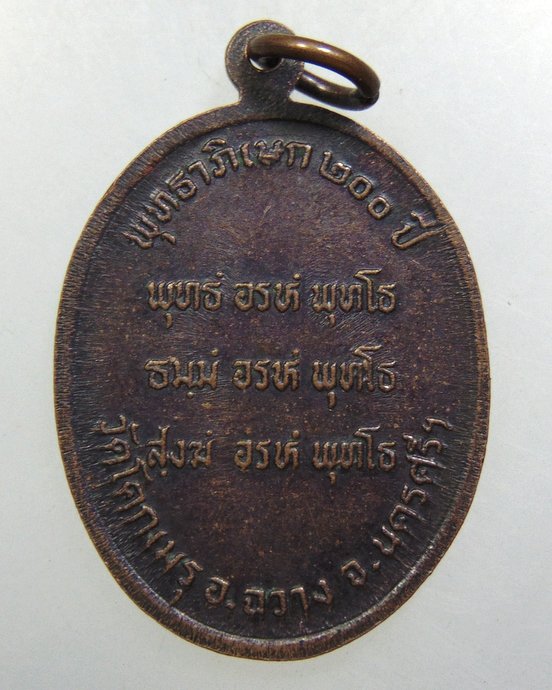 พุทธาภิเษก ๒๐๐ ปี
พุทธํ อรหํ พุทโธ
ธมฺมํ อรหํ พุทโธ
สงฺฆํ อรหํ พุทโธ
วัดโคกเมรุ อ.ฉวาง จ.นครศรีฯ